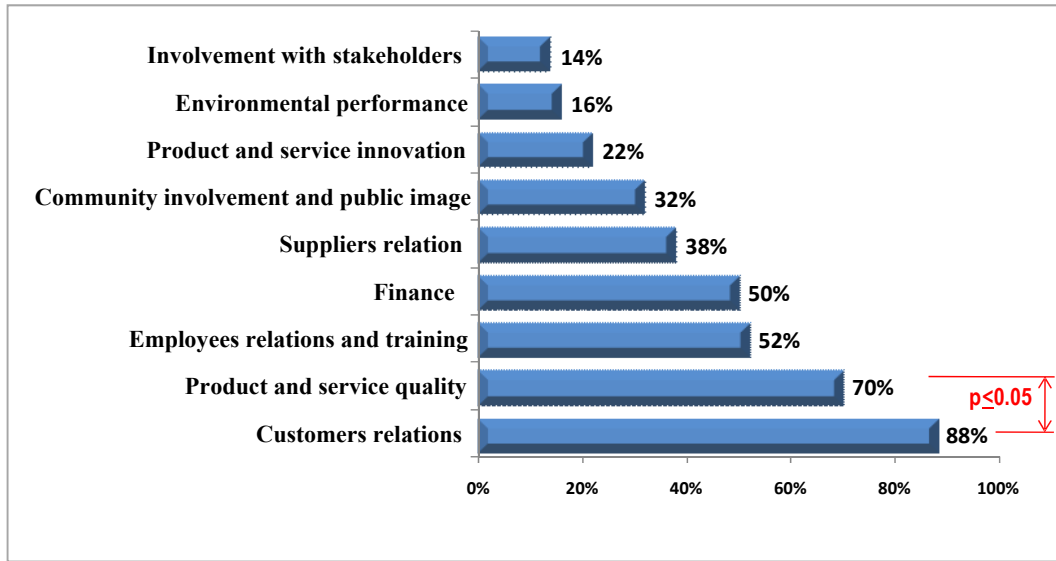 Involvement with stakeholders 14%
Environmental performance 16%
Product and service innovation 22%
Community involvement and public image 32%
Suppliers relation 38%
Finance 50%
Employees relations and training 52%
Product and service quality 70%
p≤0.05
Customers relations 88%
0% 20% 40% 60% 80% 100%